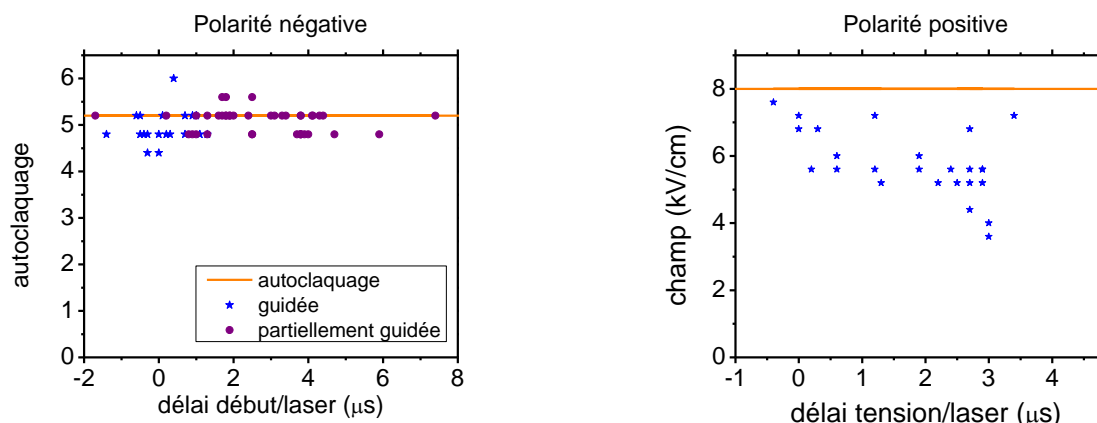 Polarité négative
6
5
4
3
2
1
0
-2
0
2
4
6
8
autoclaquage
délai début/laser (μs)
autoclaquage
guidée
partiellement guidée
Polarité positive
8
6
4
2
0
-1
0
1
2
3
4
champ (kV/cm)
délai tension/laser (μs)